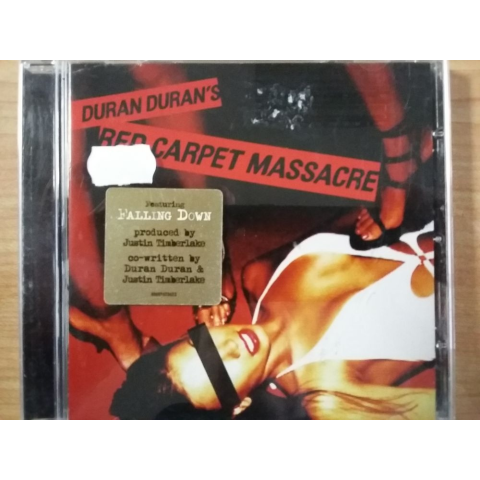 DURAN DURAN'S
RED CARPET MASSACRE
Featuring
FALLING DOWN
produced by
Justin Timberlake
co-written by
Duran Duran &
Justin Timberlake